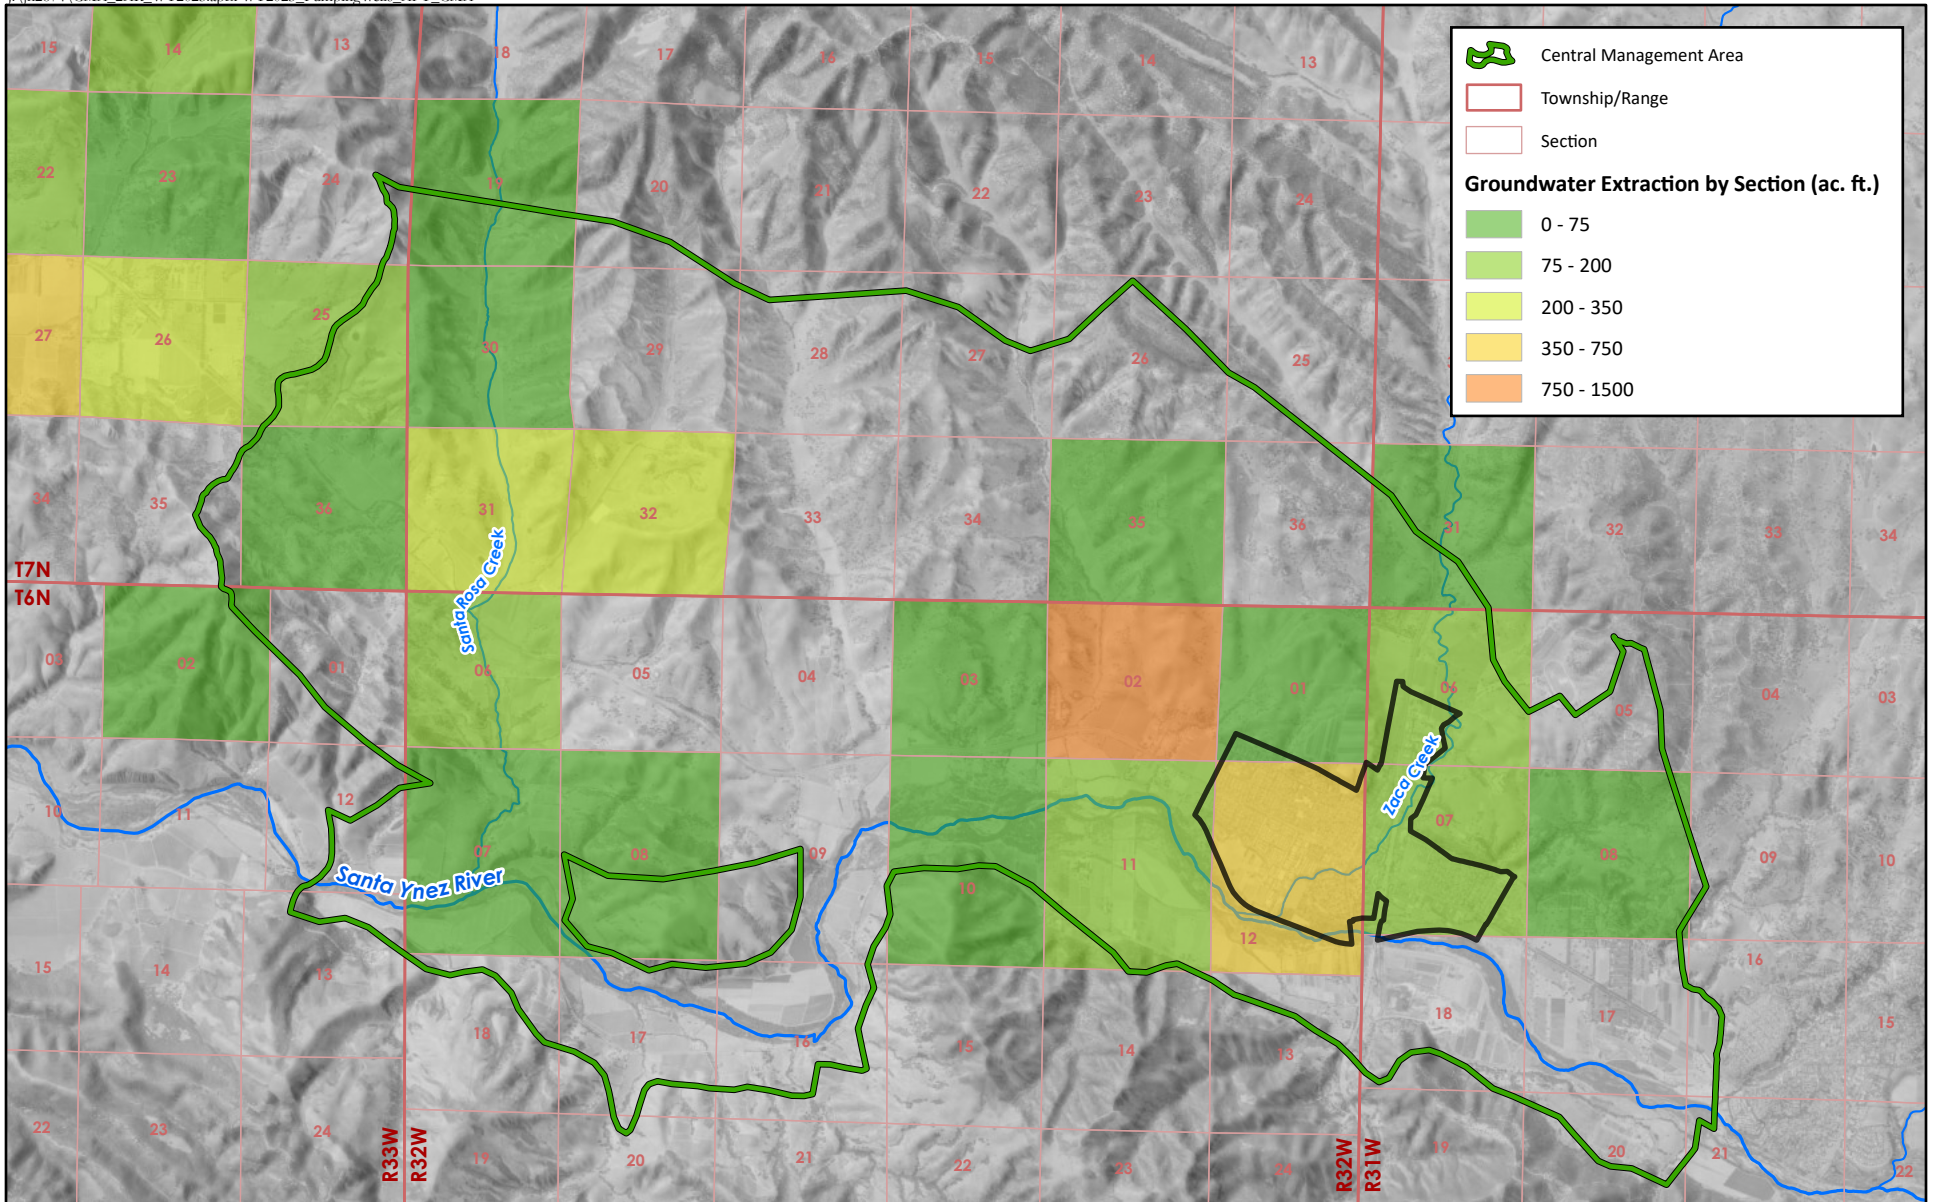 Central Management Area
Township/Range
Section
Groundwater Extraction by Section (ac. ft.)
0 - 75
75 - 200
200 - 350
350 - 750
750 - 1500
15 14 13 18 17 16 15 14 13
22 23 24 19 20 21 22 23 24
27 26 25 30 29 28 27 26 25
34 35 36 31 32 33 34 35 36 31 32 33 34
Santa Rosa Creek
T7N
T6N
03 02 01 06 05 04 03 02 01 06 05 04 03
Zaca Creek
10 11 12 07 08 09 10 11 12 07 08 09 10
Santa Ynez River
15 14 13 18 17 16 15 14 13 18 17 16 15
22 23 24 19 20 21 22 23 24 19 20 21 22
R33W
R32W
R32W
R31W